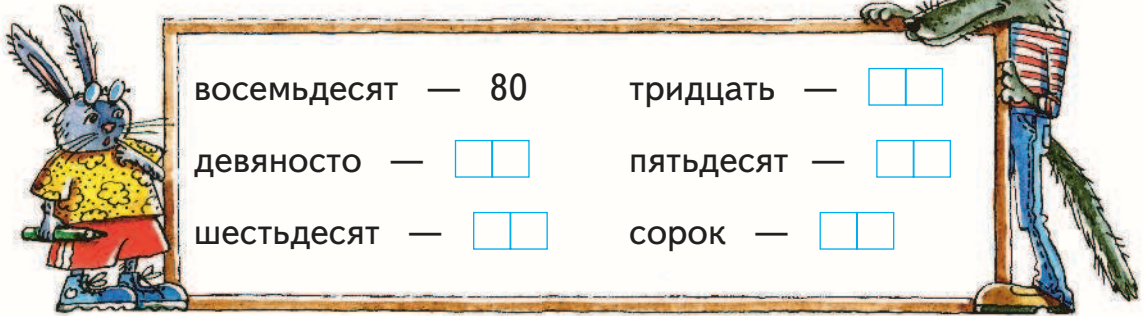 восемьдесят — 80 тридцать —
девяносто — пятьдесят —
шестьдесят — сорок —